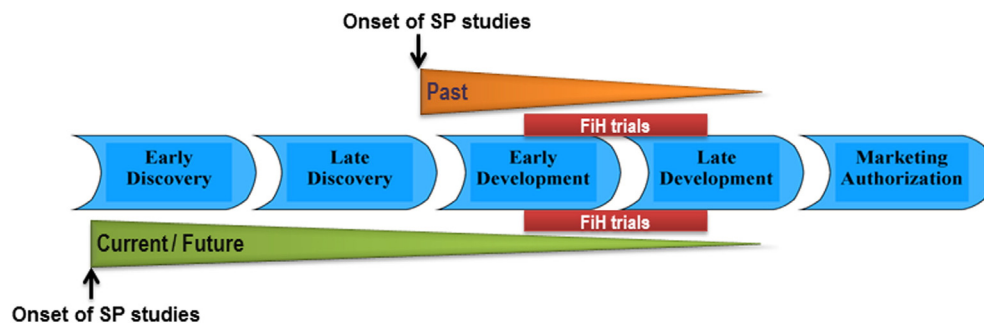 Onset of SP studies
Past
FiH trials
Early
Discovery
Late
Discovery
Early
Development
Late
Development
Marketing
Authorization
FiH trials
Current / Future
Onset of SP studies